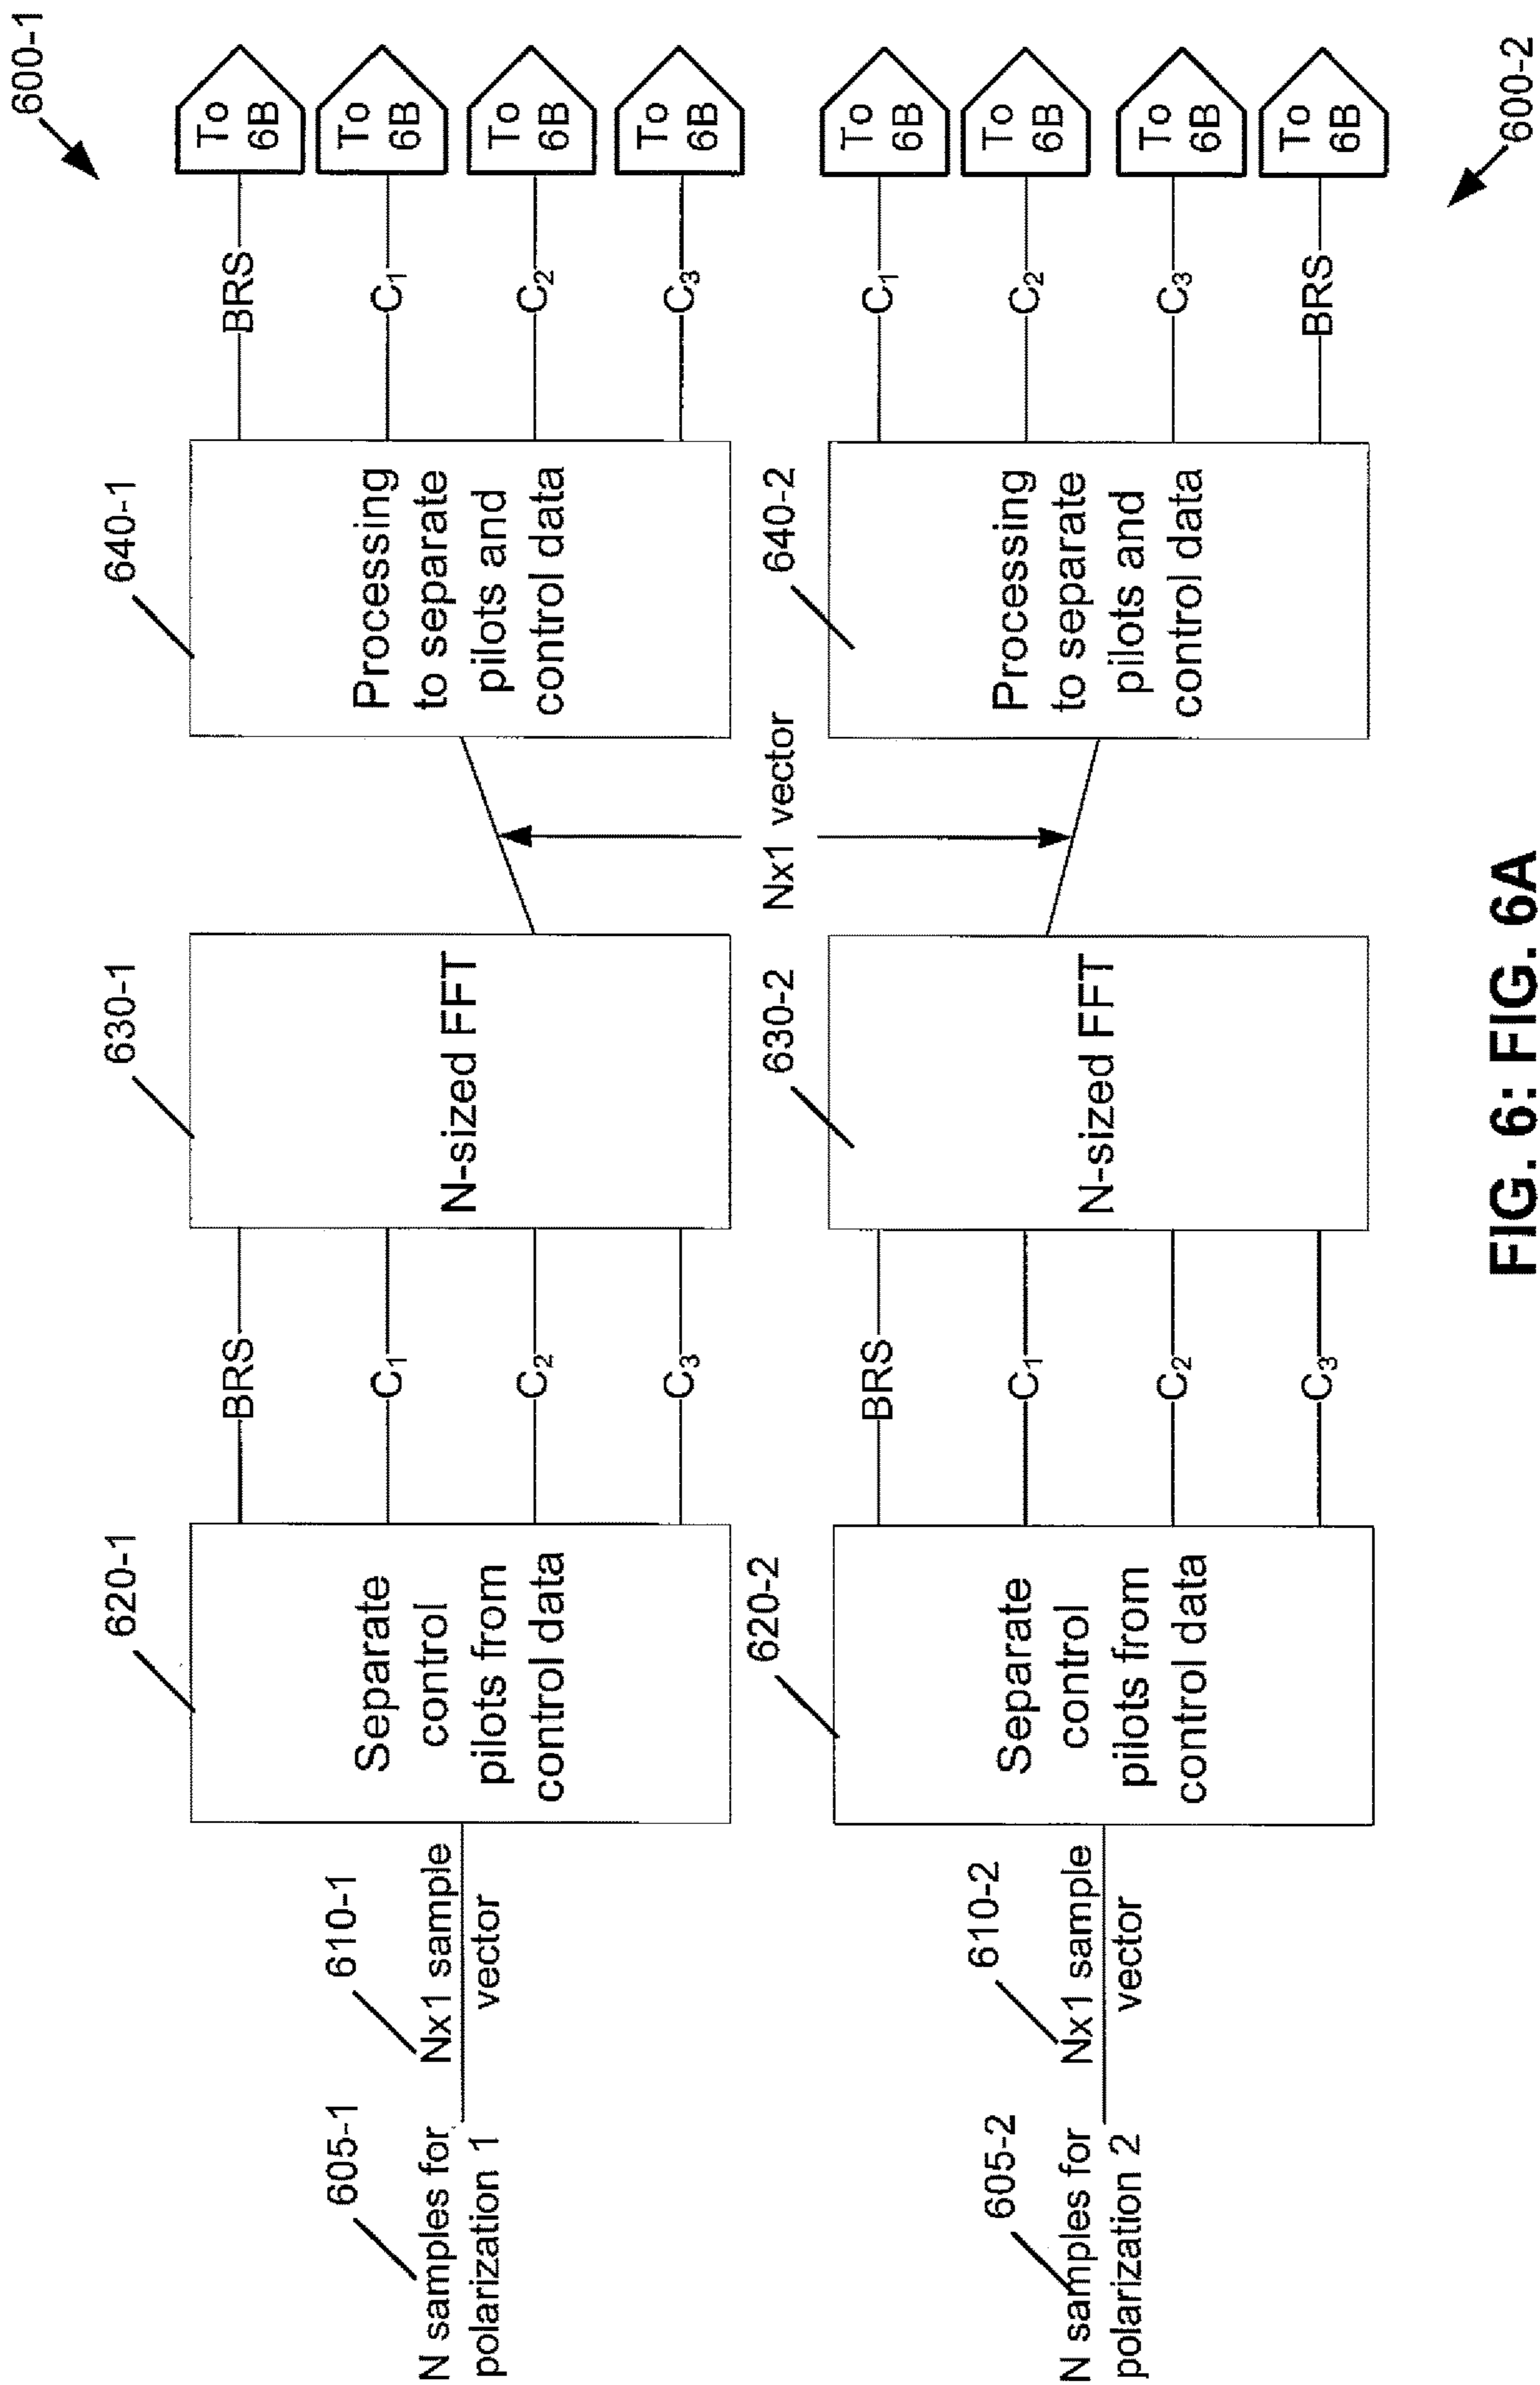 600-1
605-1
N samples for
polarization 1
610-1
Nx1 sample
vector
620-1
Separate
control
pilots from
control data
BRS
C1
C2
C3
630-1
N-sized FFT
640-1
Processing
to separate
pilots and
control data
BRS
C1
C2
C3
To
6B
To
6B
To
6B
To
6B
Nx1 vector
605-2
N samples for
polarization 2
610-2
Nx1 sample
vector
620-2
Separate
control
pilots from
control data
BRS
C1
C2
C3
630-2
N-sized FFT
640-2
Processing
to separate
pilots and
control data
C1
C2
C3
BRS
To
6B
To
6B
To
6B
To
6B
600-2
FIG. 6: FIG. 6A